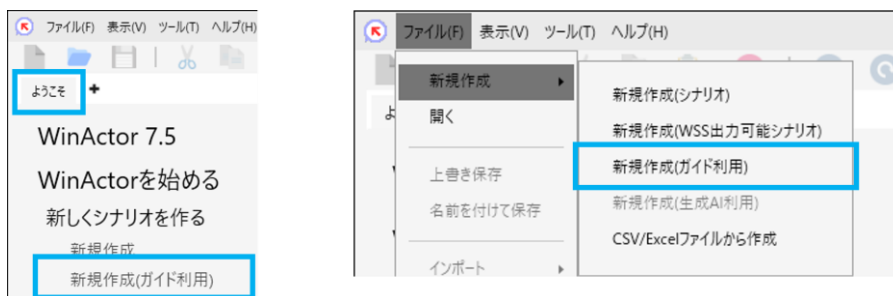 ファイル(F) 表示(V) ツール(T) ヘルプ(H)
ようこそ +
WinActor 7.5
WinActorを始める
新しくシナリオを作る
新規作成
新規作成(ガイド利用)
ファイル(F) 表示(V) ツール(T) ヘルプ(H)
新規作成
開く
上書き保存
名前を付けて保存
インポート
新規作成(シナリオ)
新規作成(WSS出力可能シナリオ)
新規作成(ガイド利用)
新規作成(生成AI利用)
CSV/Excelファイルから作成